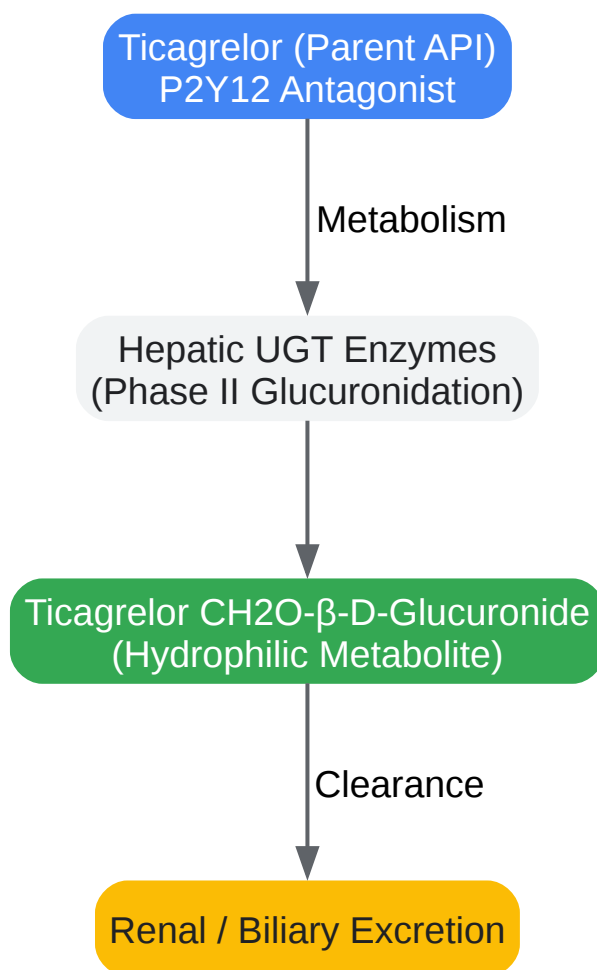 Ticagrelor (Parent API)
P2Y12 Antagonist
Metabolism
Hepatic UGT Enzymes
(Phase II Glucuronidation)
Ticagrelor CH2O-β-D-Glucuronide
(Hydrophilic Metabolite)
Clearance
Renal / Biliary Excretion